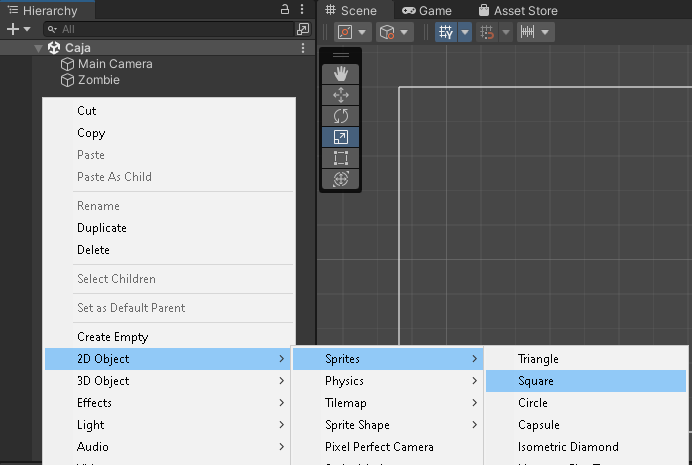 Hierarchy
Scene
Game
Asset Store
All
Caja
Main Camera
Zombie
Cut
Copy
Paste
Paste As Child
Rename
Duplicate
Delete
Select Children
Set as Default Parent
Create Empty
2D Object
3D Object
Effects
Light
Audio
Sprites
Physics
Tilemap
Sprite Shape
Pixel Perfect Camera
Triangle
Square
Circle
Capsule
Isometric Diamond